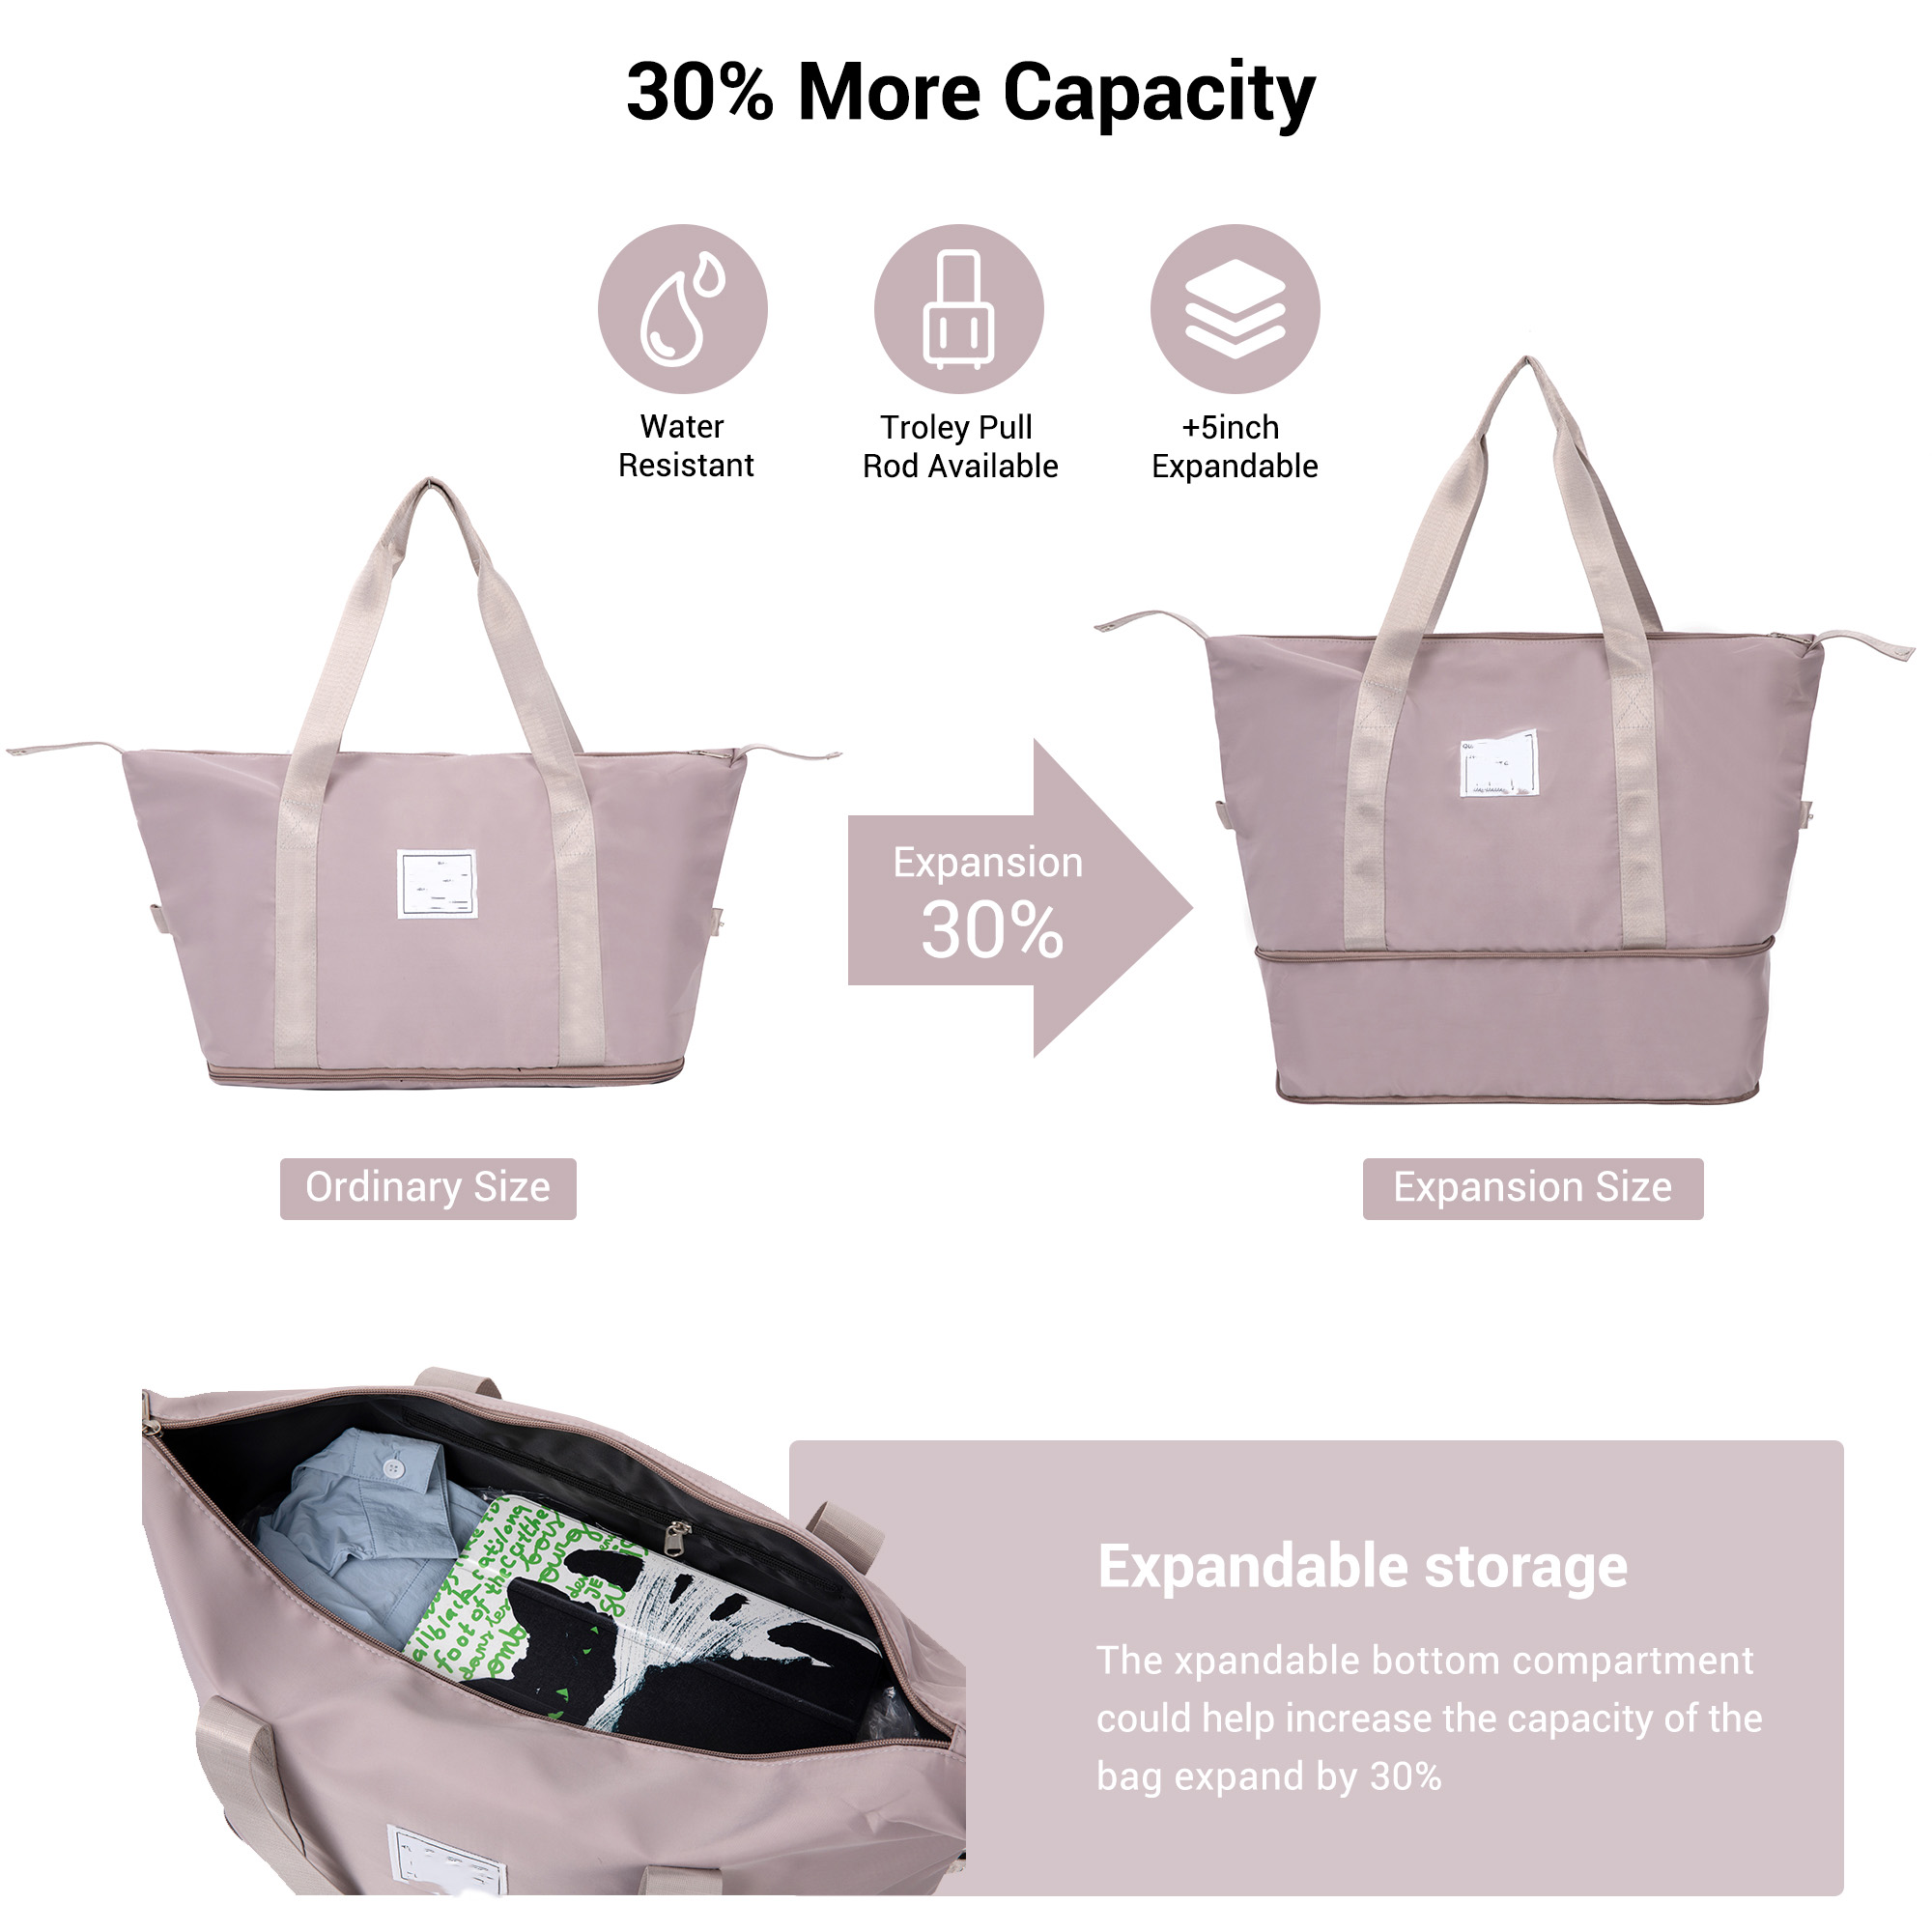 30% More Capacity
Water
Resistant
Troley Pull
Rod Available
+5inch
Expandable
Expansion
30%
Ordinary Size
Expansion Size
Expandable storage
The xpandable bottom compartment
could help increase the capacity of the
bag expand by 30%